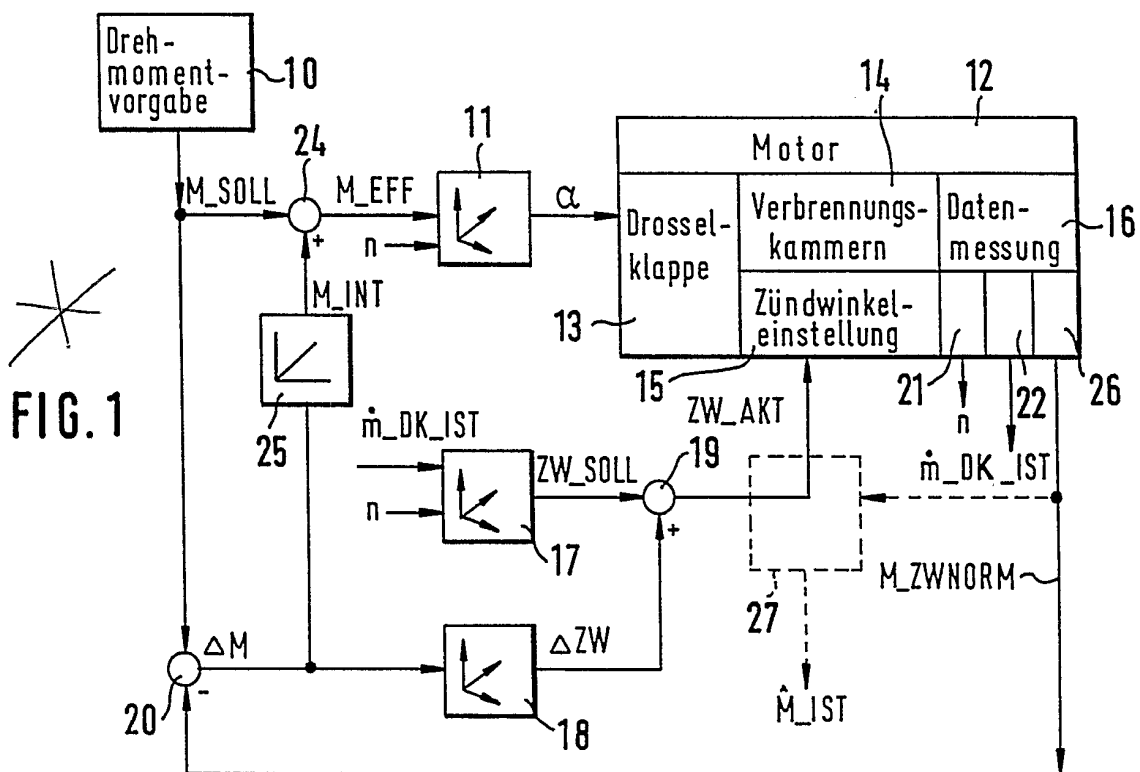 Dreh-
moment-
vorgabe
10
24
11
14
12
Motor
M_SOLL
M_EFF
α
n
Drossel-
klappe
Verbrennungs-
kammern
Daten-
messung
16
M_INT
13
Zündwinkel-
einstellung
15
21
22
26
FIG. 1
25
ZW_AKT
n
ṁ_DK_IST
ṁ_DK_IST
ZW_SOLL
19
n
+
+
17
27
M_ZWNORM
ΔM
ΔZW
20
-
18
M̂_IST